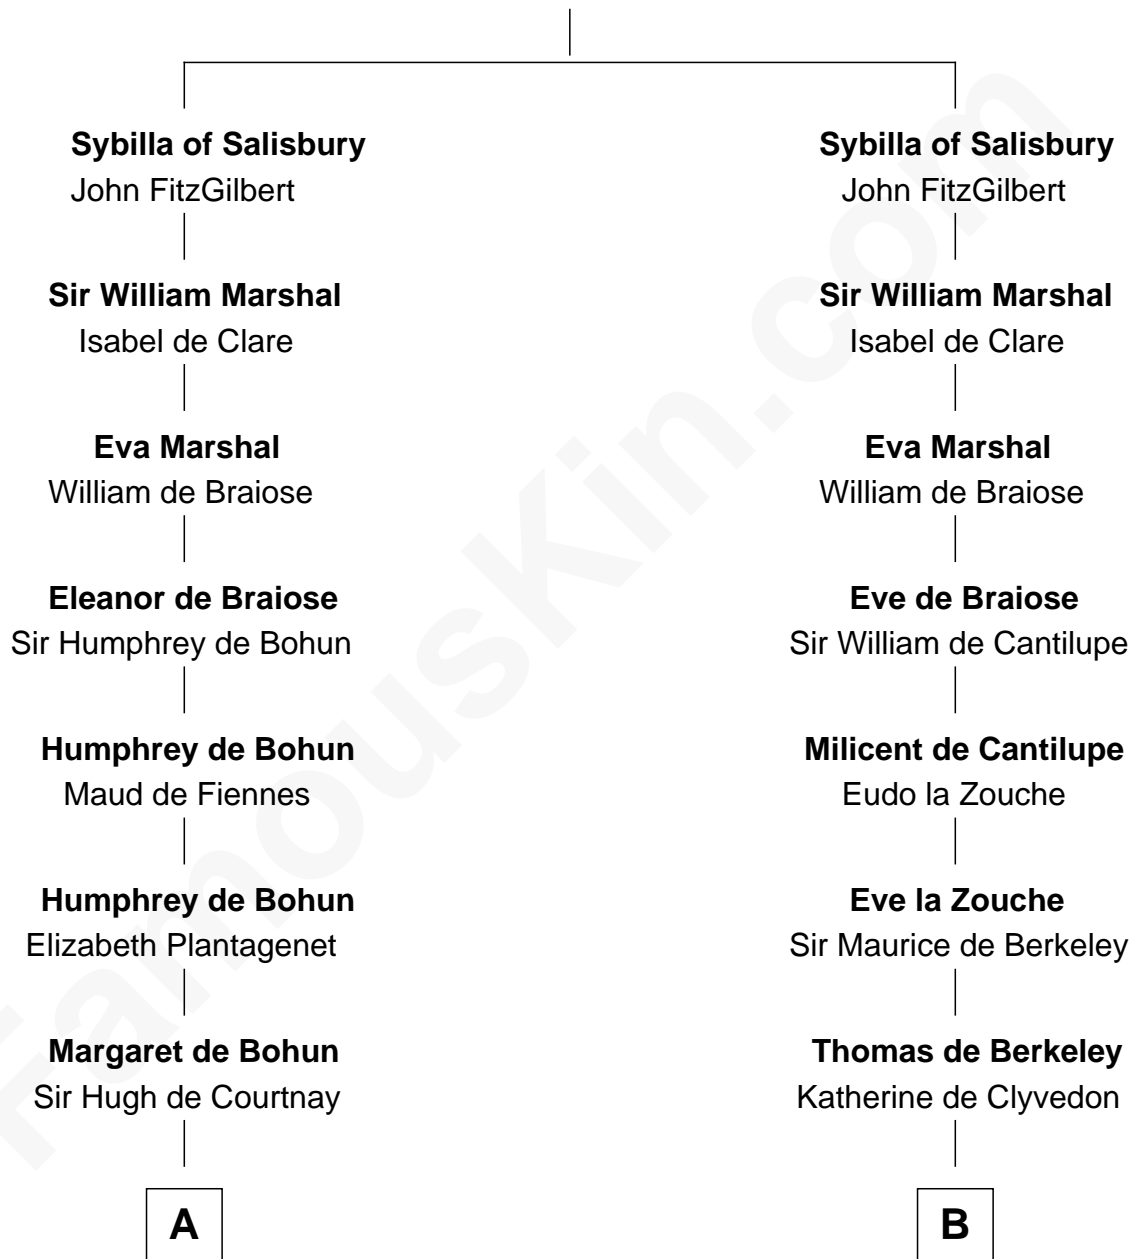 Sybilla of Salisbury
John FitzGilbert
Sir William Marshal
Isabel de Clare
Eva Marshal
William de Braiose
Eleanor de Braiose
Sir Humphrey de Bohun
Humphrey de Bohun
Maud de Fiennes
Humphrey de Bohun
Elizabeth Plantagenet
Margaret de Bohun
Sir Hugh de Courtnay
A
Sybilla of Salisbury
John FitzGilbert
Sir William Marshal
Isabel de Clare
Eva Marshal
William de Braiose
Eve de Braiose
Sir William de Cantilupe
Milicent de Cantilupe
Eudo la Zouche
Eve la Zouche
Sir Maurice de Berkeley
Thomas de Berkeley
Katherine de Clyvedon
B
FamousKin.com